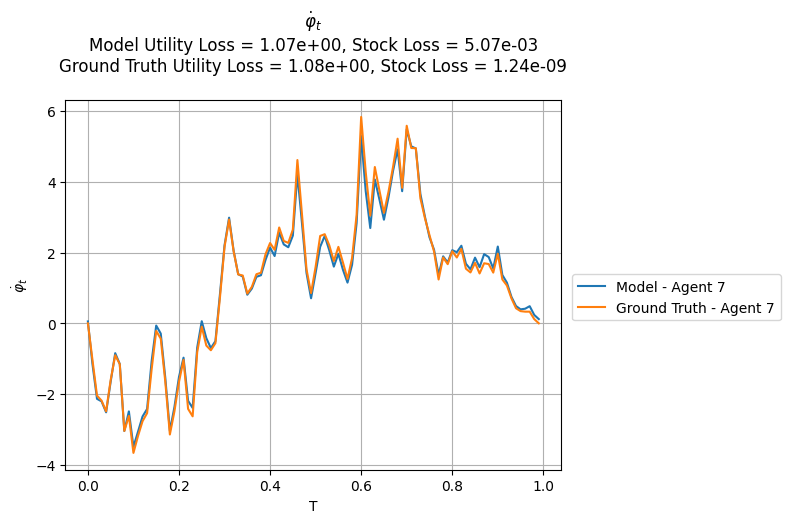 φ̇ₜ
Model Utility Loss = 1.07e+00, Stock Loss = 5.07e-03
Ground Truth Utility Loss = 1.08e+00, Stock Loss = 1.24e-09
φ̇ₜ
6
4
2
0
−2
−4
0.0
0.2
0.4
0.6
0.8
1.0
T
Model - Agent 7
Ground Truth - Agent 7